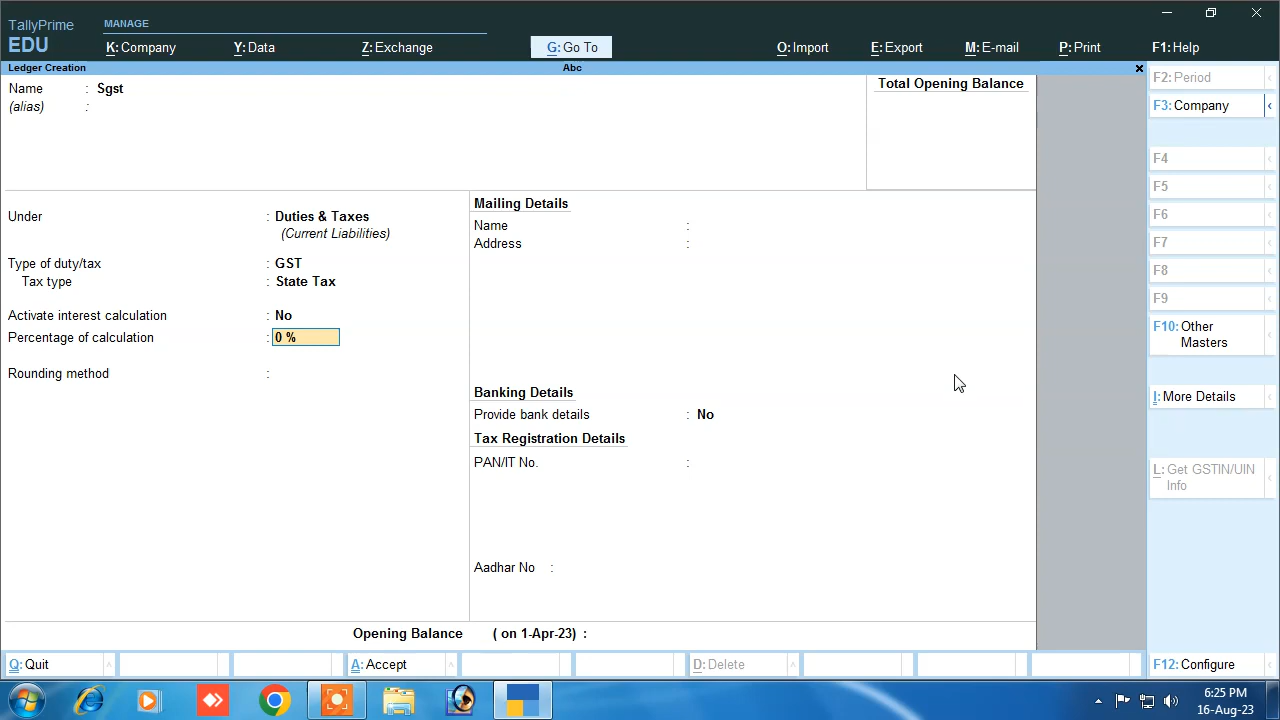 TallyPrime
EDU
MANAGE
K: Company
Y: Data
Z: Exchange
G: Go To
O: Import
E: Export
M: E-mail
P: Print
F1: Help
Ledger Creation
Abc
Name : Sgst
(alias) :
Total Opening Balance
Under : Duties & Taxes
(Current Liabilities)
Type of duty/tax : GST
Tax type : State Tax
Activate interest calculation : No
Percentage of calculation : 0 %
Rounding method :
Mailing Details
Name :
Address :
Banking Details
Provide bank details : No
Tax Registration Details
PAN/IT No. :
Aadhar No :
Opening Balance ( on 1-Apr-23) :
F2: Period
F3: Company
F4
F5
F6
F7
F8
F9
F10: Other
Masters
I: More Details
L: Get GSTIN/UIN
Info
F12: Configure
Q: Quit
A: Accept
D: Delete
6:25 PM
16-Aug-23